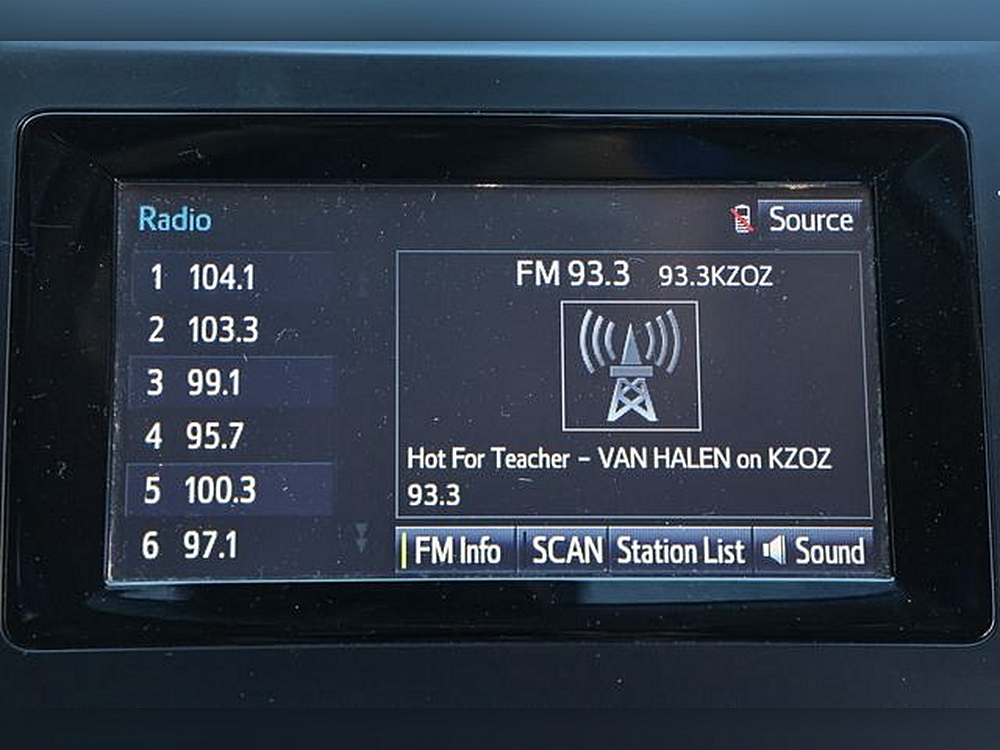 Radio
Source
1 104.1
2 103.3
3 99.1
4 95.7
5 100.3
6 97.1
FM 93.3 93.3KZOZ
Hot For Teacher - VAN HALEN on KZOZ
93.3
FM Info SCAN Station List Sound